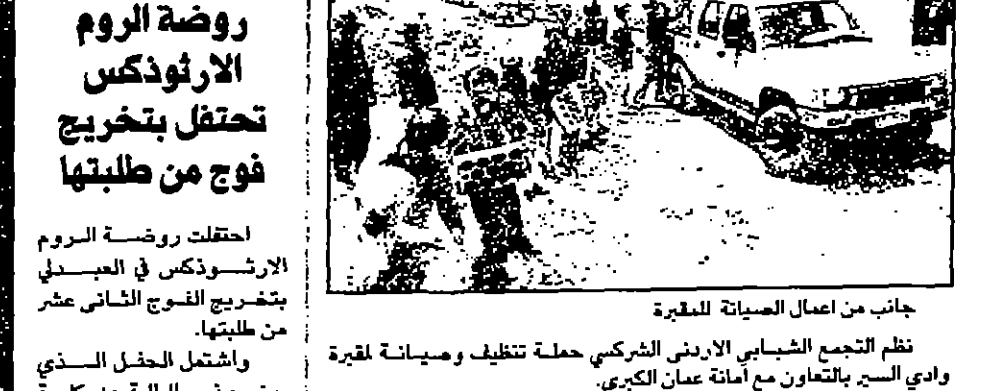 روضة الروم
الارثوذكس
تحتفل بتخريج
فوج من طلبتها
احتفلت روضة الروم
الارثوذكس في العبدلي
بتخريج الفوج الثاني عشر
من طلبتها.
واشتمل الحفل الذي
جانب من اعمال الصيانة للمقبرة
نظم التجمع الشبابي الاردني الشركسي حملة تنظيف وصيانة لمقبرة
وادي السير بالتعاون مع امانة عمان الكبرى.